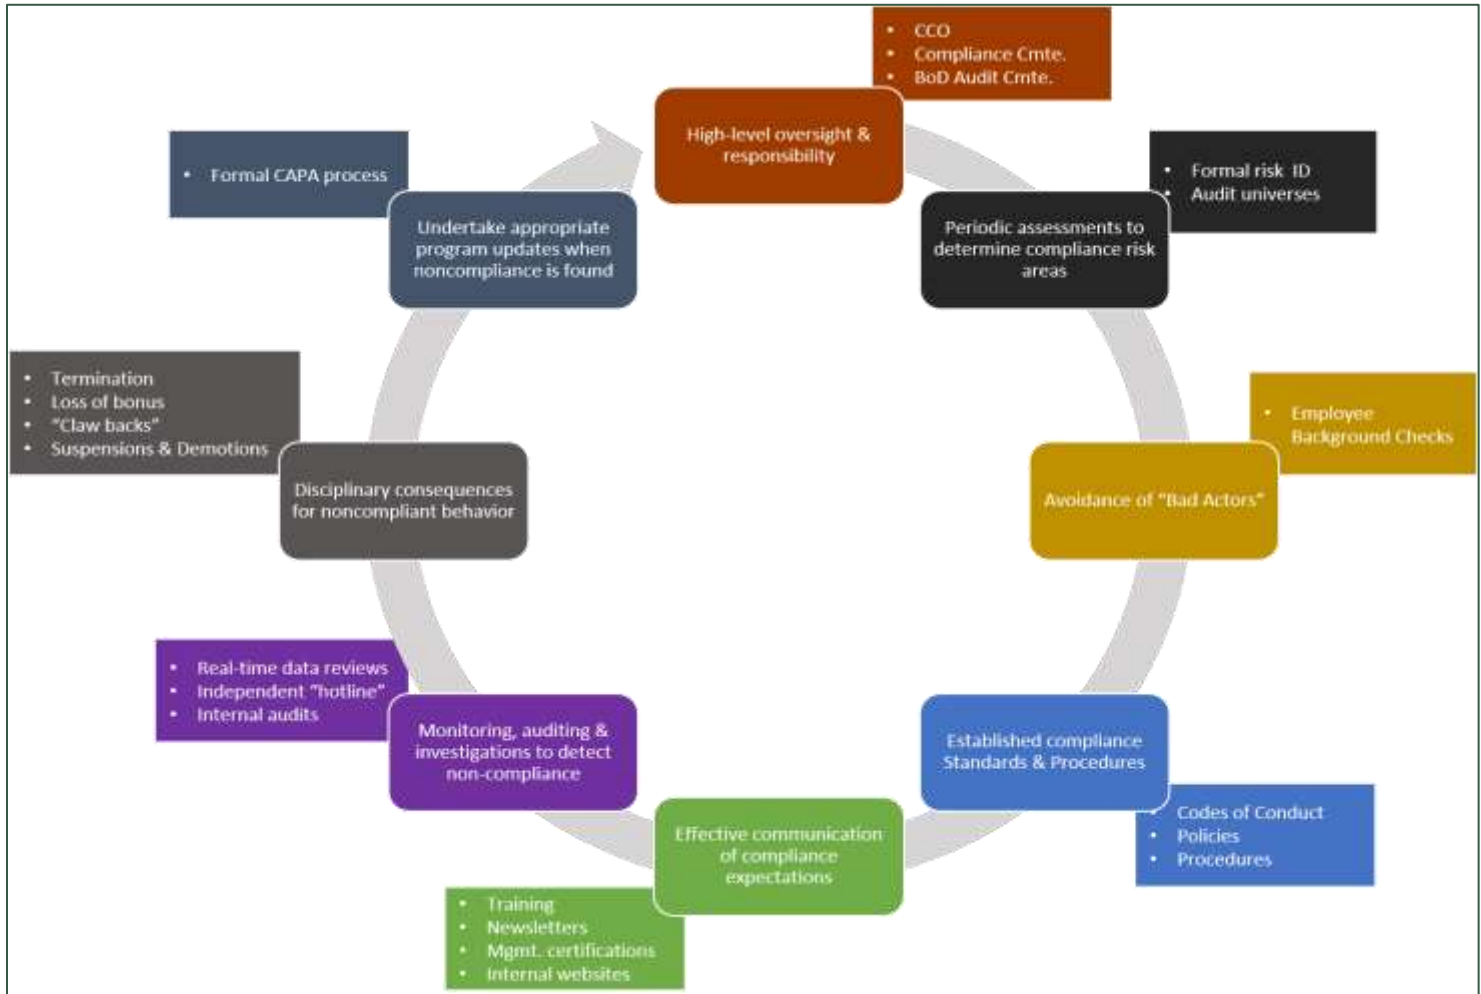 • CCO
• Compliance Cmte.
• BoD Audit Cmte.
High-level oversight &
responsibility
• Formal risk ID
• Audit universes
Periodic assessments to
determine compliance risk
areas
• Employee
Background Checks
Avoidance of "Bad Actors"
Established compliance
Standards & Procedures
• Codes of Conduct
• Policies
• Procedures
Effective communication
of compliance
expectations
• Training
• Newsletters
• Mgmt. certifications
• Internal websites
• Real-time data reviews
• Independent "hotline"
• Internal audits
Monitoring, auditing &
investigations to detect
non-compliance
• Termination
• Loss of bonus
• "Claw backs"
• Suspensions & Demotions
Disciplinary consequences
for noncompliant behavior
• Formal CAPA process
Undertake appropriate
program updates when
noncompliance is found